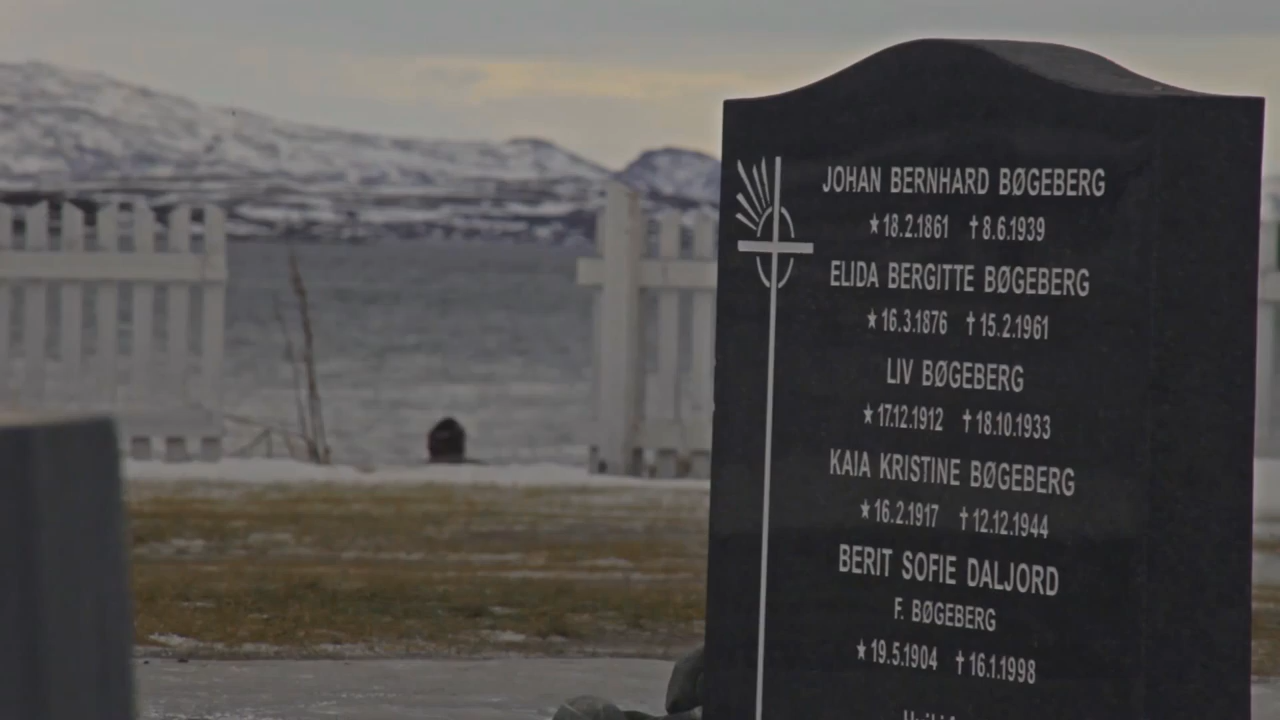 JOHAN BERNHARD BØGEBERG
★18.2.1861 ✝8.6.1939
ELIDA BERGITTE BØGEBERG
★16.3.1876 ✝15.2.1961
LIV BØGEBERG
★17.12.1912 ✝18.10.1933
KAIA KRISTINE BØGEBERG
★16.2.1917 ✝12.12.1944
BERIT SOFIE DALJORD
F. BØGEBERG
★19.5.1904 ✝16.1.1998